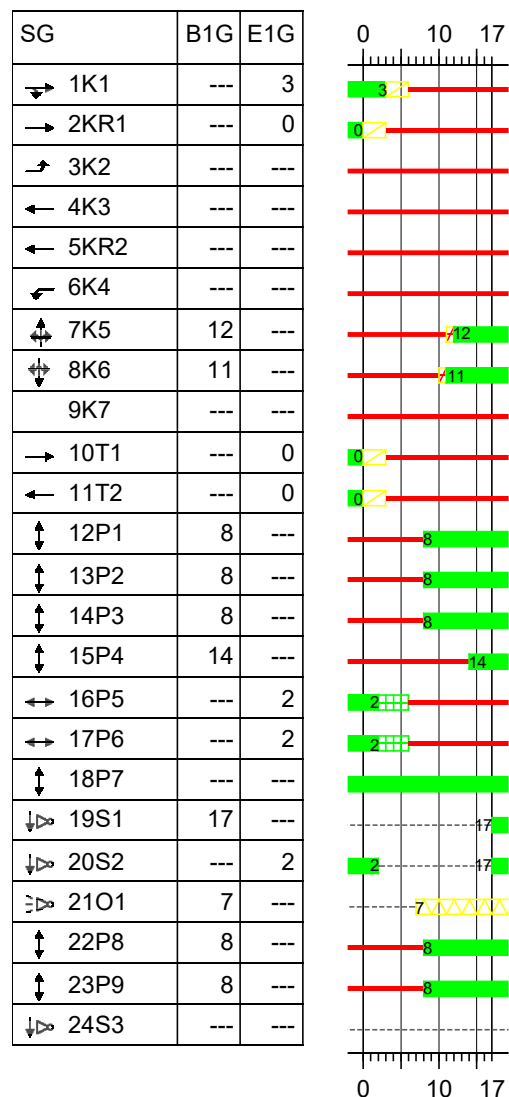 SG B1G E1G 0 10 17
1K1 --- 3 3
2KR1 --- 0 0
3K2 --- ---
4K3 --- ---
5KR2 --- ---
6K4 --- ---
7K5 12 --- 12
8K6 11 --- 11
9K7 --- ---
10T1 --- 0 0
11T2 --- 0 0
12P1 8 --- 8
13P2 8 --- 8
14P3 8 --- 8
15P4 14 --- 14
16P5 --- 2 2
17P6 --- 2 2
18P7 --- ---
19S1 17 --- 17
20S2 --- 2 2 17
21O1 7 --- 7
22P8 8 --- 8
23P9 8 --- 8
24S3 --- ---
0 10 17